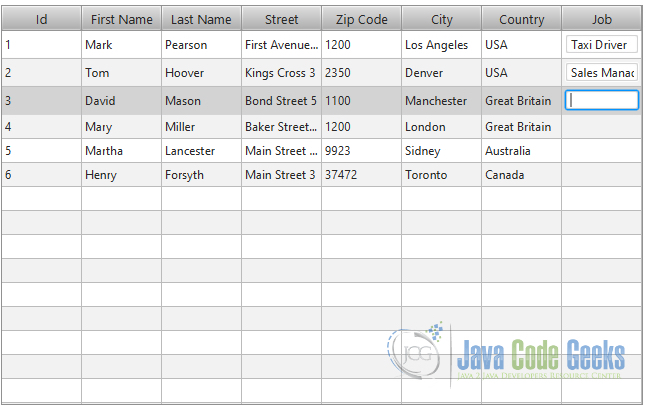 Id First Name Last Name Street Zip Code City Country Job
1 Mark Pearson First Avenue... 1200 Los Angeles USA Taxi Driver
2 Tom Hoover Kings Cross 3 2350 Denver USA Sales Manag
3 David Mason Bond Street 5 1100 Manchester Great Britain
4 Mary Miller Baker Street... 1200 London Great Britain
5 Martha Lancester Main Street ... 9923 Sidney Australia
6 Henry Forsyth Main Street 3 37472 Toronto Canada
JCG Java Code Geeks
Java 2 Java Developers Resource Center